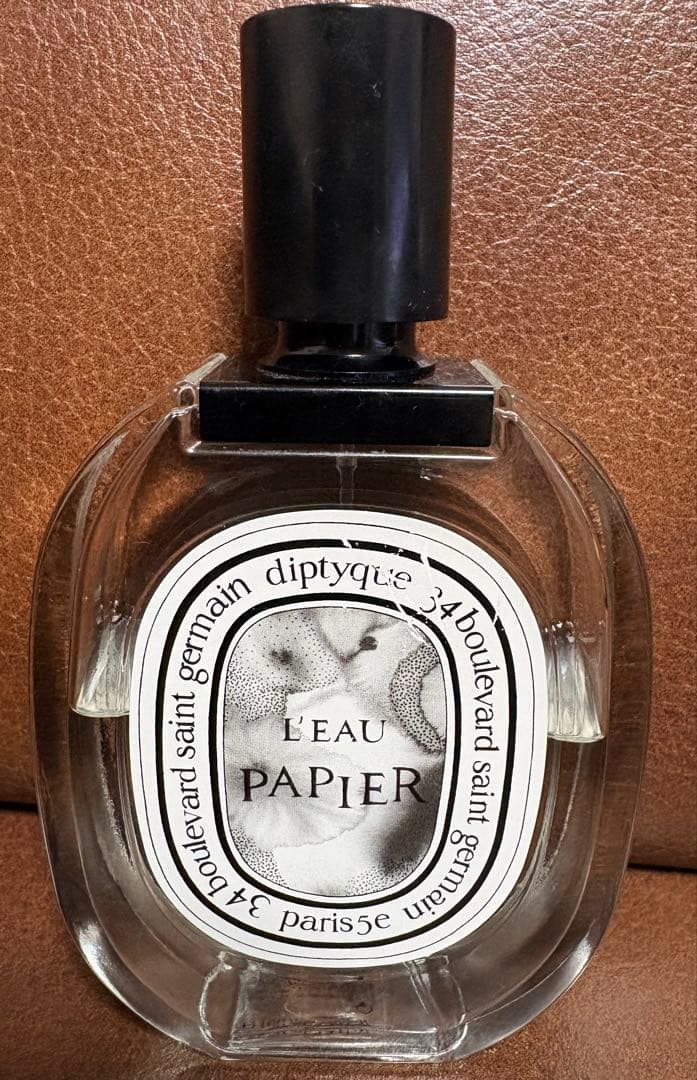 diptyque 34 boulevard saint germain paris 5e 34 boulevard saint germain
L'EAU
PAPIER